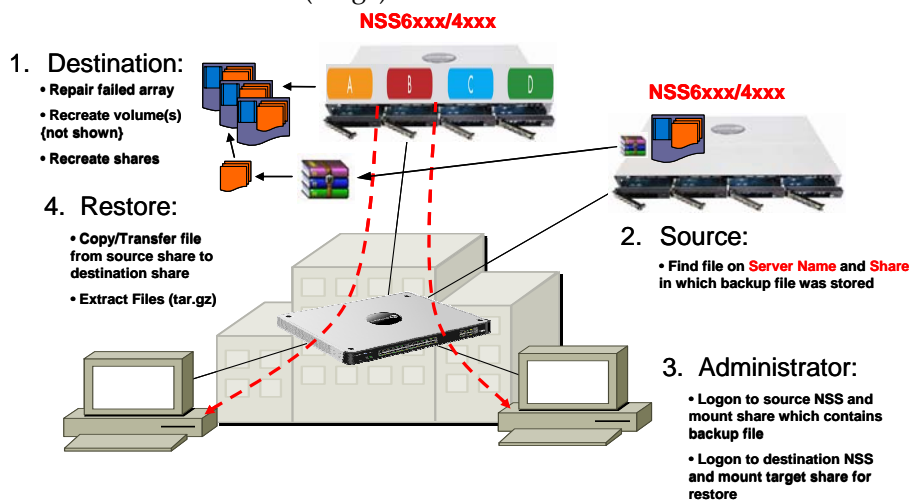 NSS6xxx/4xxx
1. Destination:
• Repair failed array
• Recreate volume(s)
{not shown}
• Recreate shares
A B C D
NSS6xxx/4xxx
4. Restore:
• Copy/Transfer file
from source share to
destination share
• Extract Files (tar.gz)
2. Source:
• Find file on Server Name and Share
in which backup file was stored
3. Administrator:
• Logon to source NSS and
mount share which contains
backup file
• Logon to destination NSS
and mount target share for
restore